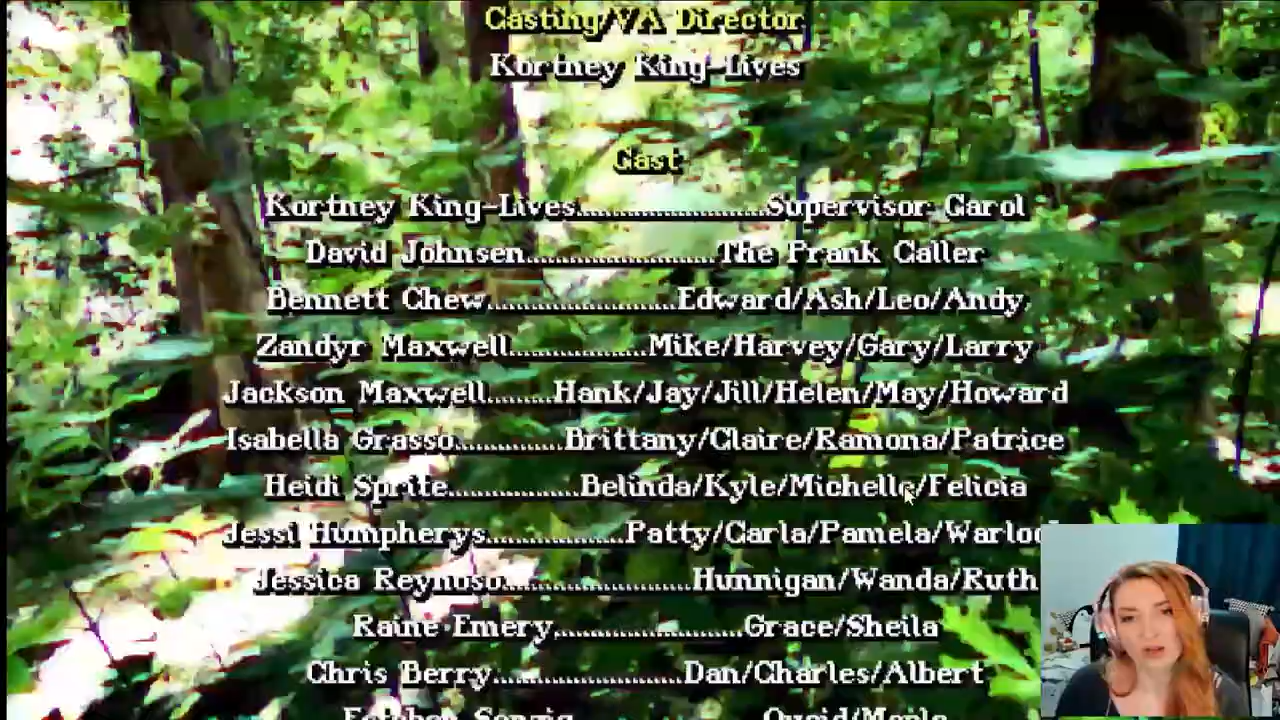 Casting/VA Director
Kortney King-Lives
Cast
Kortney King-Lives..........................Supervisor Carol
David Johnsen..........................The Prank Caller
Bennett Chew..........................Edward/Ash/Leo/Andy
Zandyr Maxwell...................Mike/Harvey/Gary/Larry
Jackson Maxwell.........Hank/Jay/Jill/Helen/May/Howard
Isabella Grasso..............Brittany/Claire/Ramona/Patrice
Heidi Sprite..................Belinda/Kyle/Michelle/Felicia
Jessi Humpherys...................Patty/Carla/Pamela/
Jessica Reynoso..........................Hunnigan/Wanda/Ruth
Raine Emery..........................Grace/Sheila
Chris Berry..........................Dan/Charles/Albert